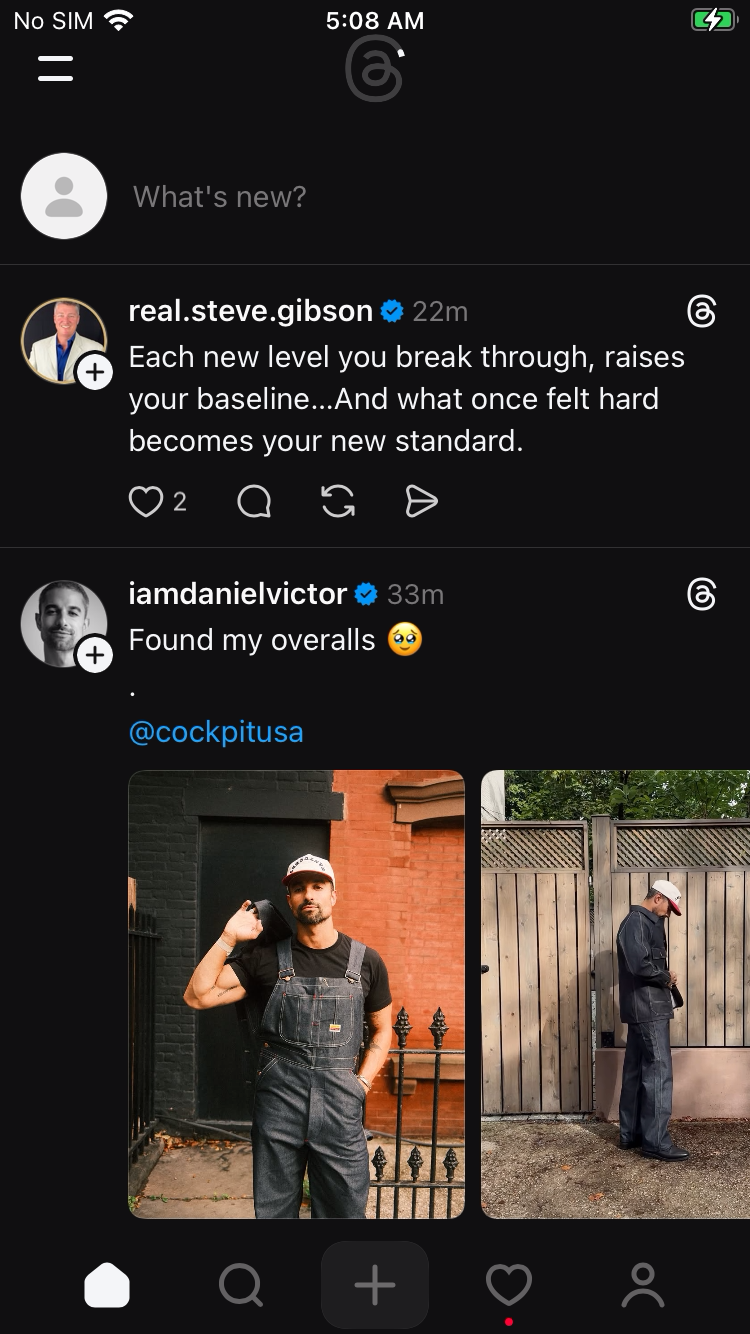 No SIM 5:08 AM
What's new?
real.steve.gibson 22m
Each new level you break through, raises
your baseline...And what once felt hard
becomes your new standard.
2
iamdanielvictor 33m
Found my overalls 🥹
.
@cockpitusa